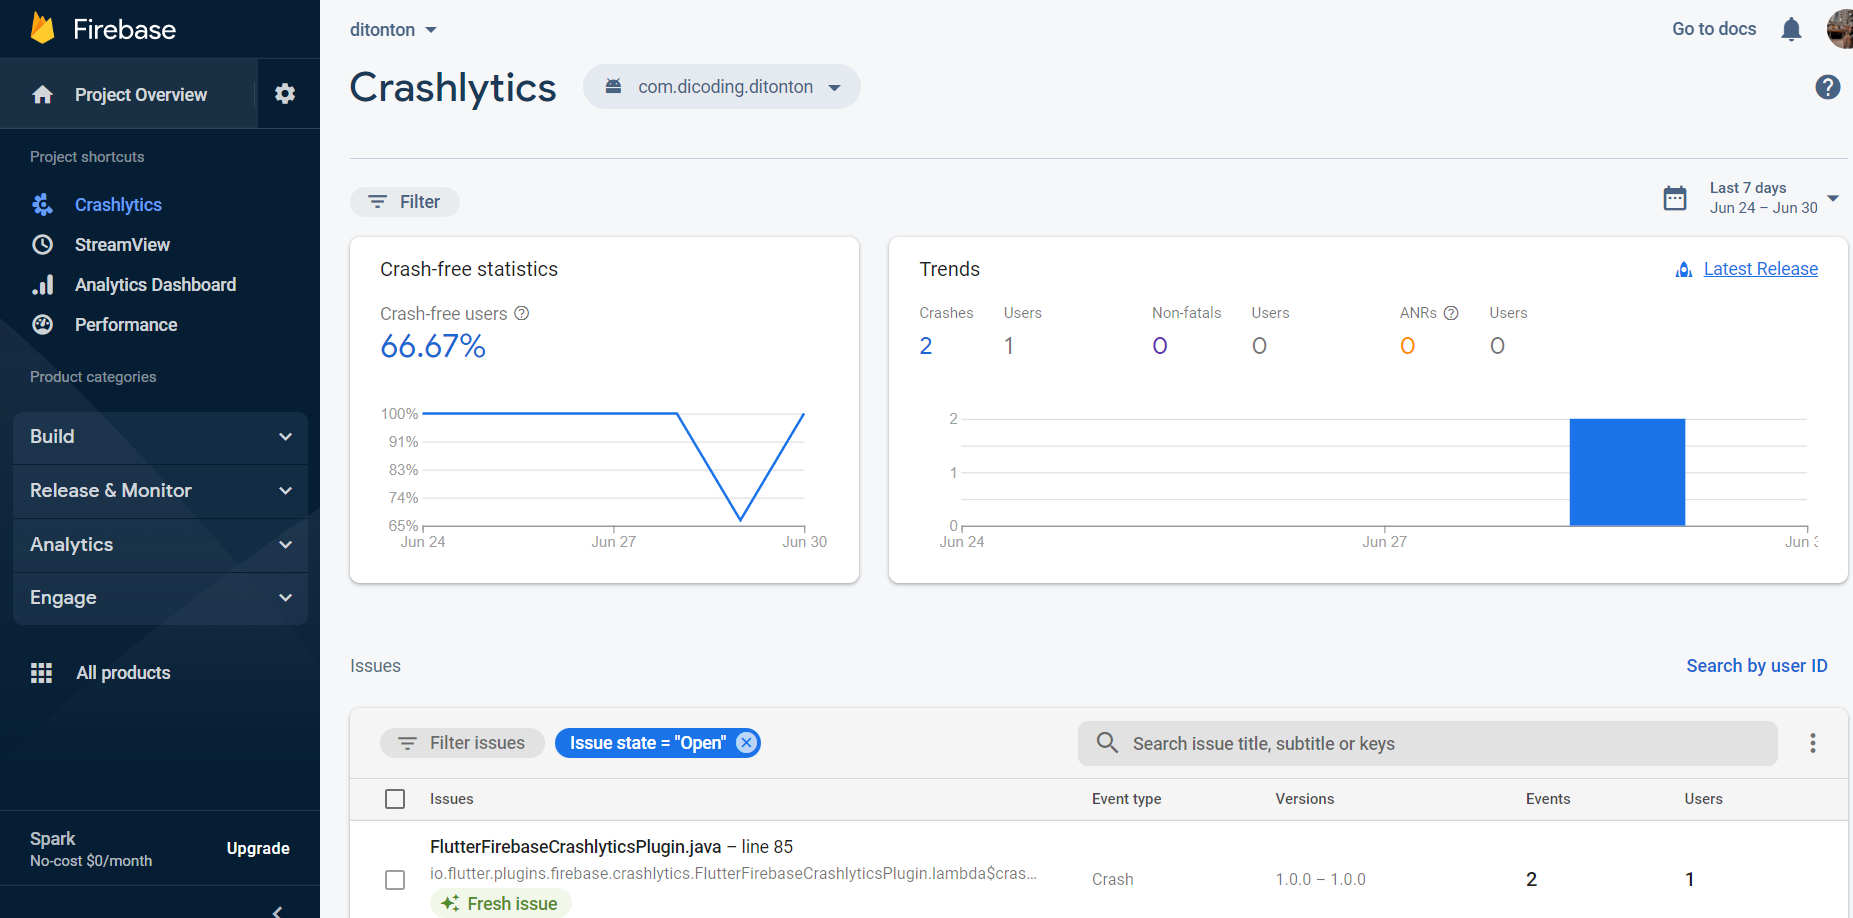 Firebase
Project Overview
Project shortcuts
Crashlytics
StreamView
Analytics Dashboard
Performance
Product categories
Build
Release & Monitor
Analytics
Engage
All products
Spark
No-cost $0/month
Upgrade
ditonton
Go to docs
Crashlytics
com.dicoding.ditonton
Filter
Last 7 days
Jun 24 – Jun 30
Crash-free statistics
Crash-free users
66.67%
100%
91%
83%
74%
65%
Jun 24 Jun 27 Jun 30
Trends
Latest Release
Crashes Users Non-fatals Users ANRs Users
2 1 0 0 0 0
2
1
0
Jun 24 Jun 27 Jun
Issues
Search by user ID
Filter issues
Issue state = "Open"
Search issue title, subtitle or keys
Issues Event type Versions Events Users
FlutterFirebaseCrashlyticsPlugin.java – line 85
io.flutter.plugins.firebase.crashlytics.FlutterFirebaseCrashlyticsPlugin.lambda$cras...
Crash 1.0.0 – 1.0.0 2 1
Fresh issue